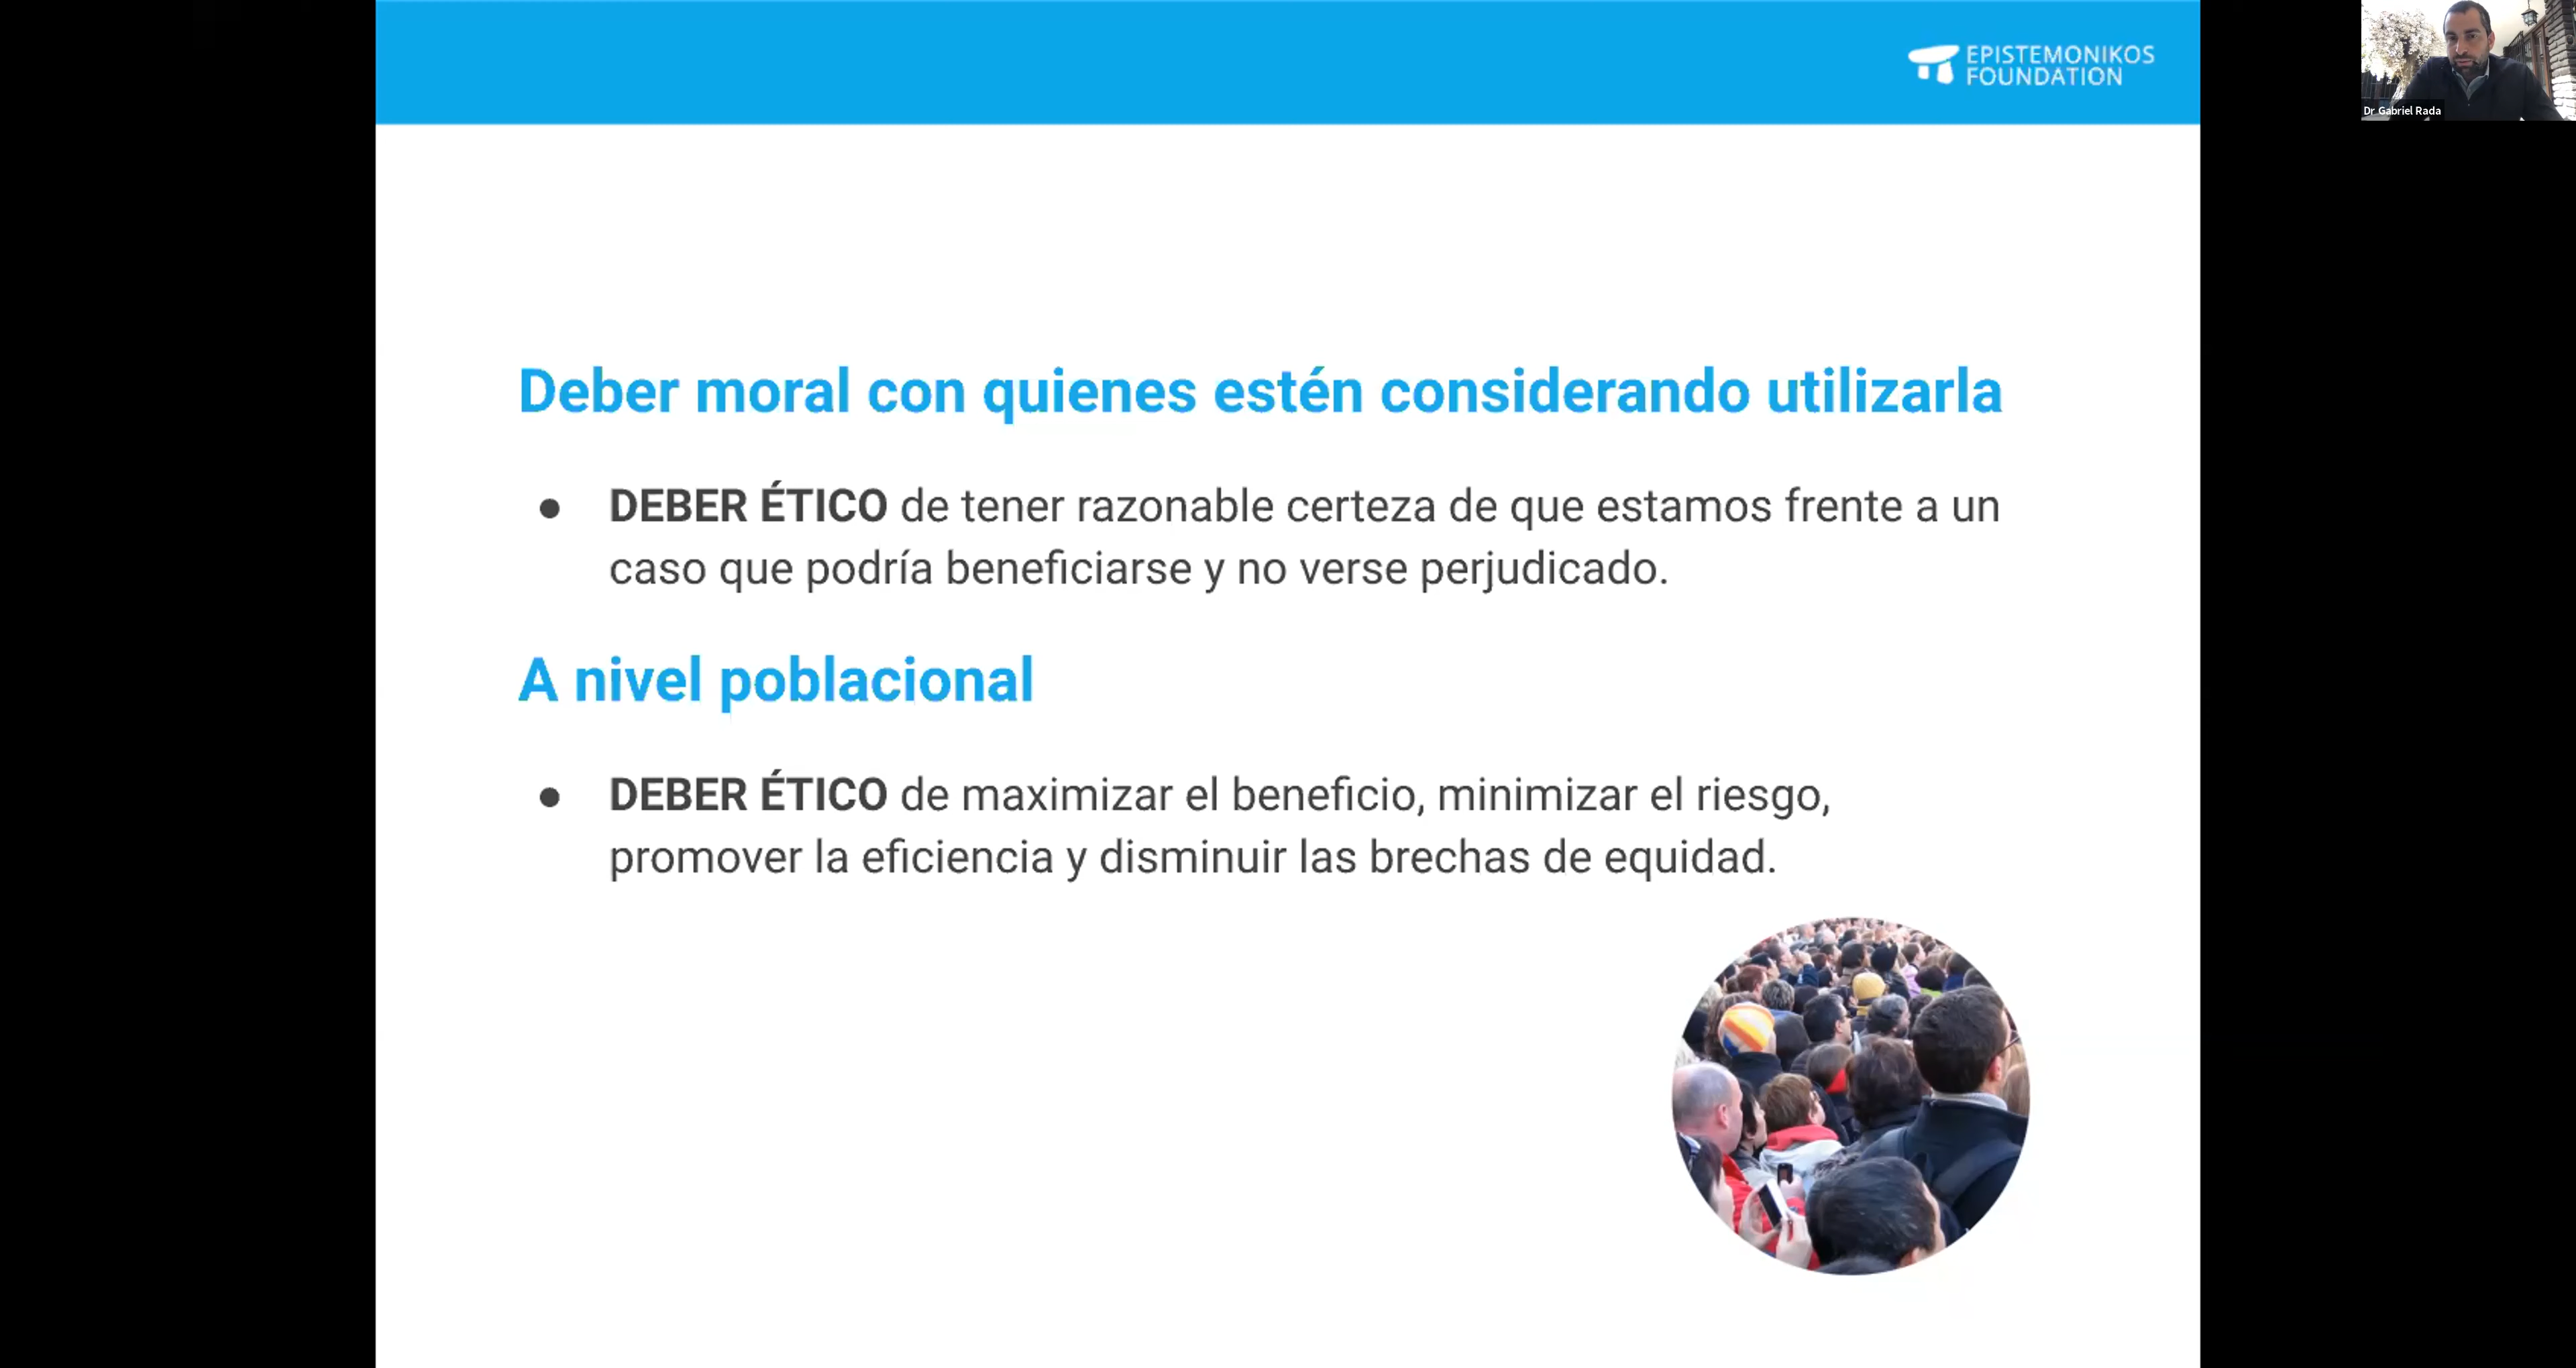 EPISTEMONIKOS
FOUNDATION
Dr Gabriel Rada
Deber moral con quienes estén considerando utilizarla
● DEBER ÉTICO de tener razonable certeza de que estamos frente a un
caso que podría beneficiarse y no verse perjudicado.
A nivel poblacional
● DEBER ÉTICO de maximizar el beneficio, minimizar el riesgo,
promover la eficiencia y disminuir las brechas de equidad.